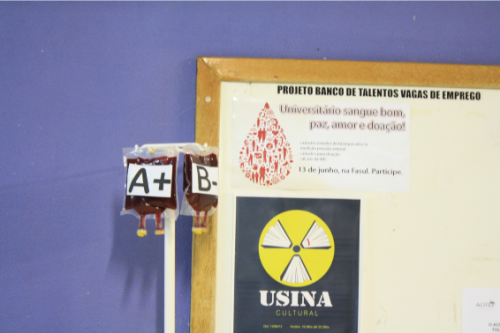 PROJETO BANCO DE TALENTOS VAGAS DE EMPREGO
Universitário sangue bom,
paz, amor e doação!
13 de junho, na Fasul. Participe.
A+
B-
USINA
CULTURAL